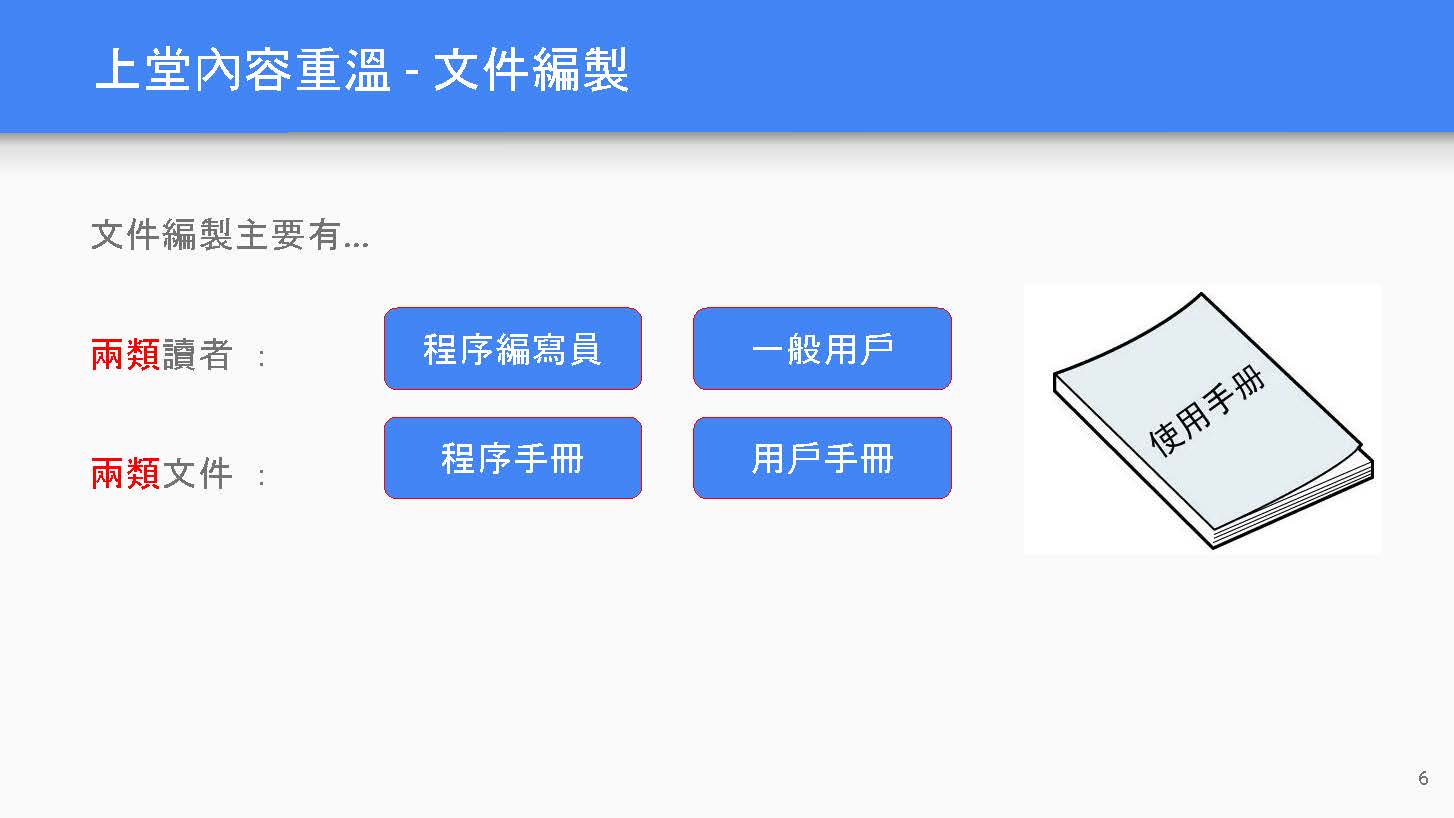 上堂內容重溫 - 文件編製
文件編製主要有...
兩類讀者 : 程序編寫員 一般用戶
兩類文件 : 程序手冊 用戶手冊
使用手册
6